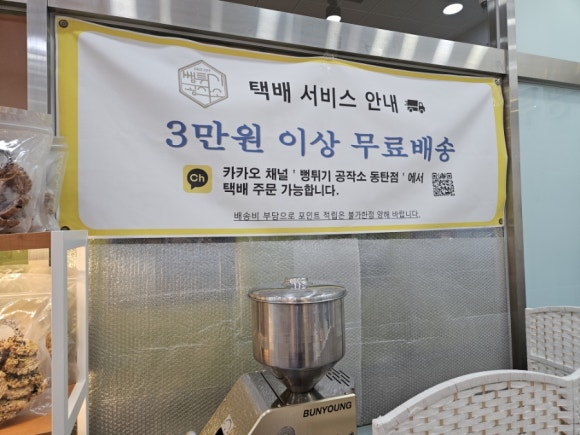 뻥튀기
공작소
택배 서비스 안내
3만원 이상 무료배송
Ch
카카오 채널 ' 뻥튀기 공작소 동탄점 ' 에서
택배 주문 가능합니다.
배송비 부담으로 포인트 적립은 불가한점 양해 바랍니다.
BUNYOUNG